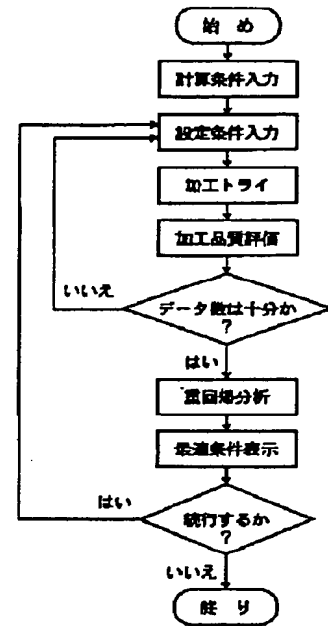 始め
計算条件入力
設定条件入力
加工トライ
加工品質評価
いいえ
データ数は十分か
?
はい
重回帰分析
最適条件表示
はい
続行するか
?
いいえ
終り